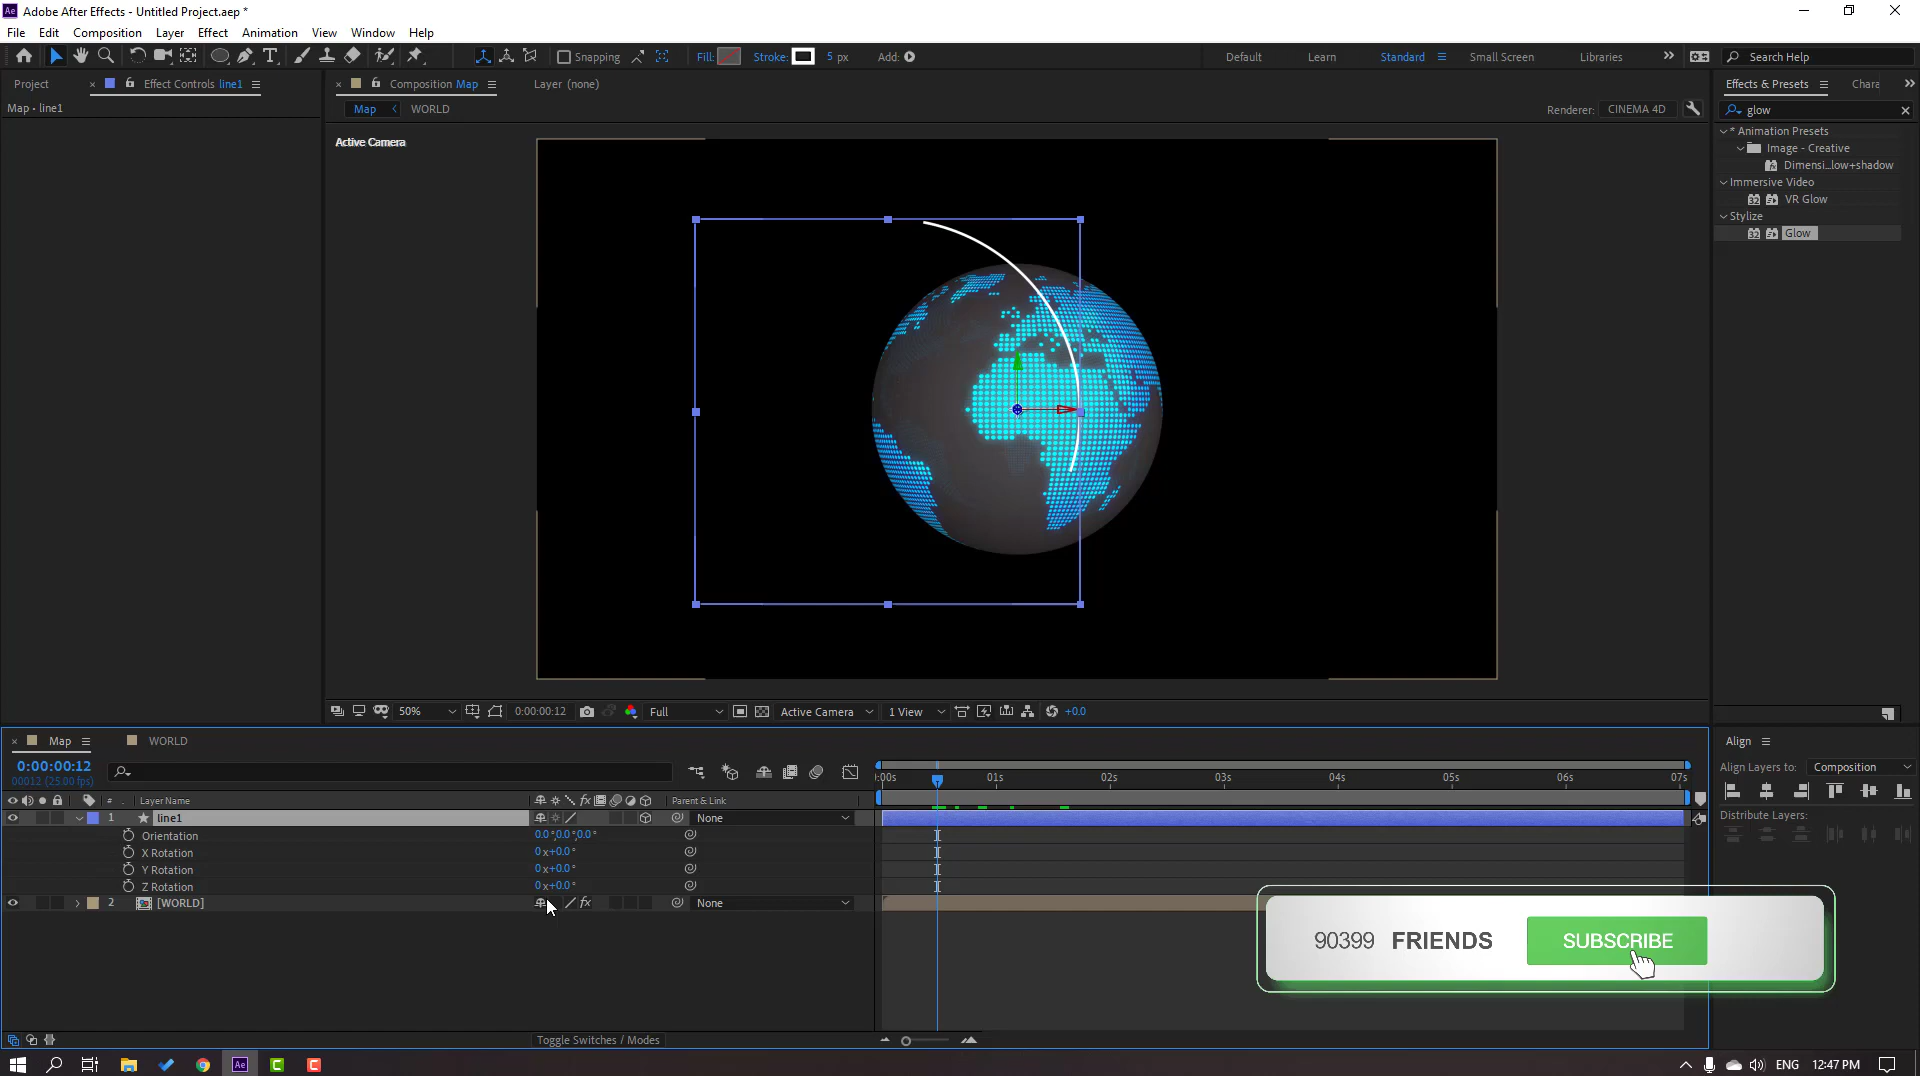 Adobe After Effects - Untitled Project.aep *
File Edit Composition Layer Effect Animation View Window Help
Snapping Fill: Stroke: 5 px Add: Default Learn Standard Small Screen Libraries Search Help
Project Effect Controls line1 Composition Map Layer (none) Effects & Presets Chara
Map • line1
Map WORLD Renderer: CINEMA 4D
glow
Active Camera
* Animation Presets
Image - Creative
Dimensi...low+shadow
Immersive Video
VR Glow
Stylize
Glow
50% 0:00:00:12 Full Active Camera 1 View +0.0
Map WORLD
Align
0:00:00:12
00012 (25.00 fps)
Align Layers to: Composition
:00s 01s 02s 03s 04s 05s 06s 07s
# Layer Name Parent & Link
1 line1 None
Distribute Layers:
Orientation 0.0°,0.0°,0.0°
X Rotation 0x+0.0°
Y Rotation 0x+0.0°
Z Rotation 0x+0.0°
2 [WORLD] None
90399 FRIENDS SUBSCRIBE
Toggle Switches / Modes
ENG 12:47 PM